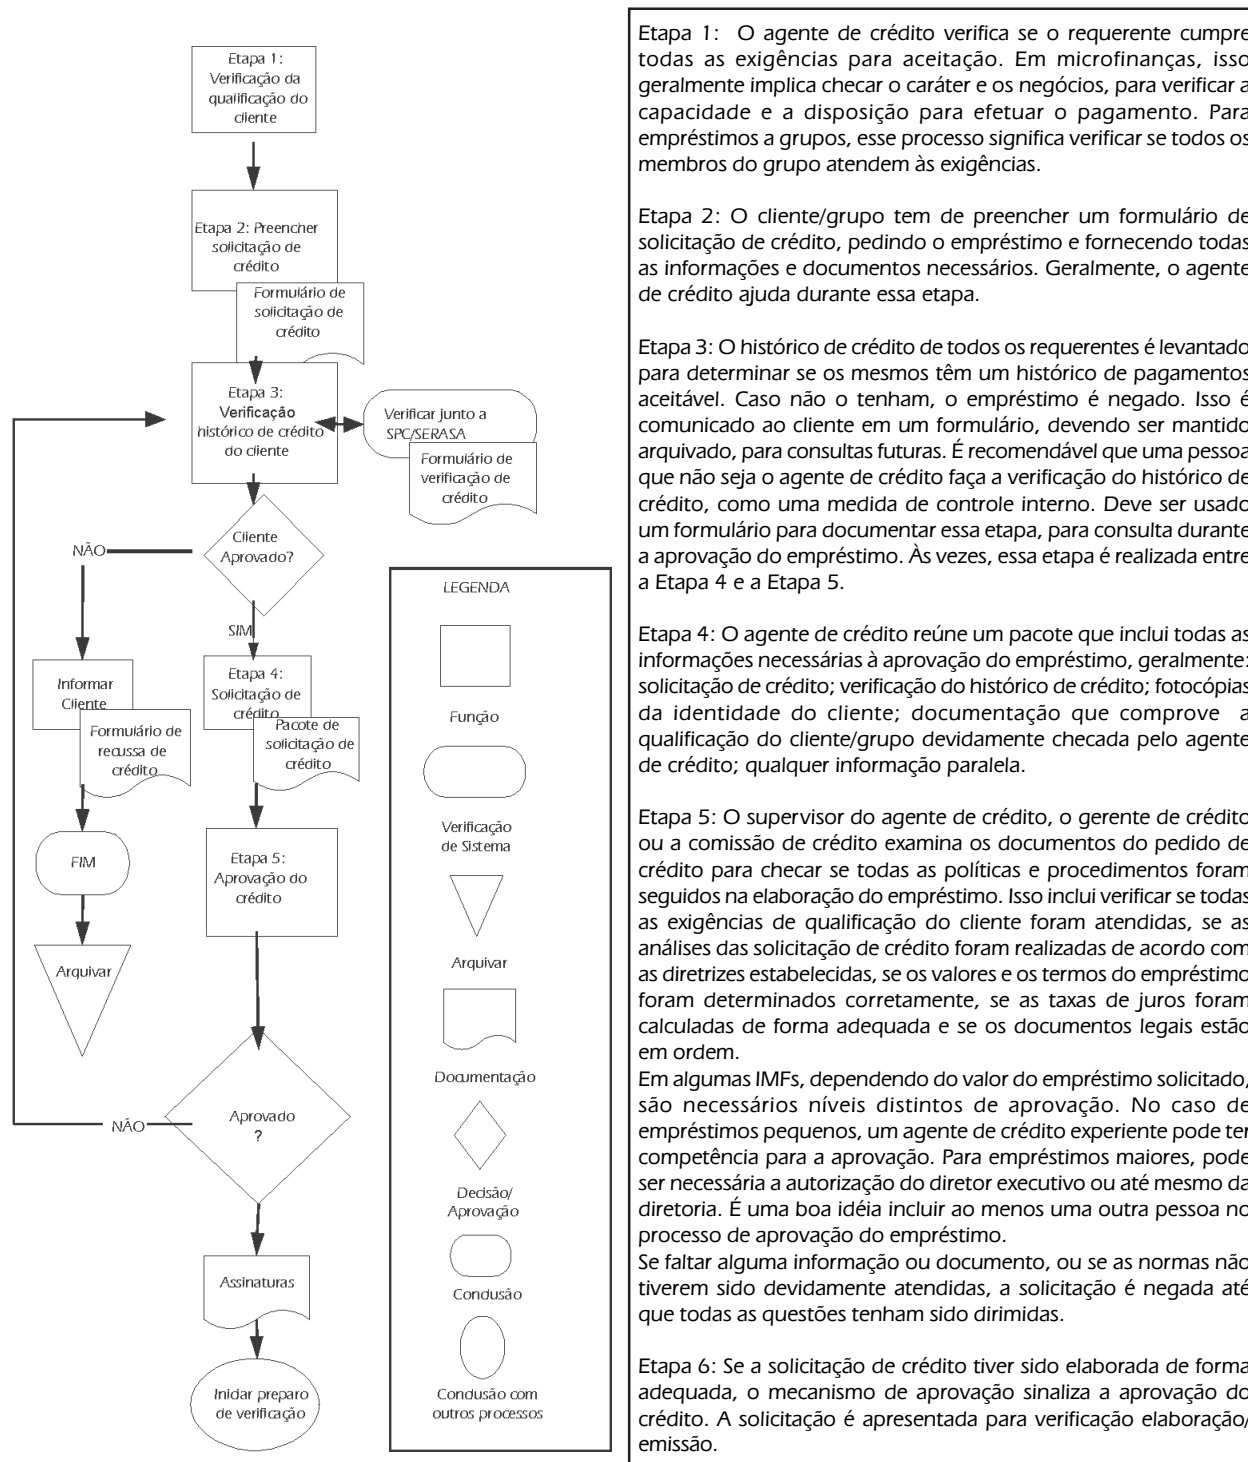 Etapa 1:
Verificação da
qualificação do
cliente
Etapa 2: Preencher
solicitação de
crédito
Formulário de
solicitação de
crédito
Etapa 3:
Verificação
histórico de crédito
do cliente
Verificar junto a
SPC/SERASA
Formulário de
verificação de
crédito
Cliente
Aprovado?
NÃO
SIM
Informar
Cliente
Formulário de
recussa de
crédito
FIM
Arquivar
Etapa 4:
Solicitação de
crédito
Pacote de
solicitação de
crédito
Etapa 5:
Aprovação do
crédito
Aprovado
?
NÃO
Assinaturas
Iniciar preparo
de verificação
LEGENDA
Função
Verificação
de Sistema
Arquivar
Documentação
Decisão/
Aprovação
Condusão
Condusão com
outros processos
Etapa 1: O agente de crédito verifica se o requerente cumpre
todas as exigências para aceitação. Em microfinanças, isso
geralmente implica checar o caráter e os negócios, para verificar a
capacidade e a disposição para efetuar o pagamento. Para
empréstimos a grupos, esse processo significa verificar se todos os
membros do grupo atendem às exigências.
Etapa 2: O cliente/grupo tem de preencher um formulário de
solicitação de crédito, pedindo o empréstimo e fornecendo todas
as informações e documentos necessários. Geralmente, o agente
de crédito ajuda durante essa etapa.
Etapa 3: O histórico de crédito de todos os requerentes é levantado
para determinar se os mesmos têm um histórico de pagamentos
aceitável. Caso não o tenham, o empréstimo é negado. Isso é
comunicado ao cliente em um formulário, devendo ser mantido
arquivado, para consultas futuras. É recomendável que uma pessoa
que não seja o agente de crédito faça a verificação do histórico de
crédito, como uma medida de controle interno. Deve ser usado
um formulário para documentar essa etapa, para consulta durante
a aprovação do empréstimo. Às vezes, essa etapa é realizada entre
a Etapa 4 e a Etapa 5.
Etapa 4: O agente de crédito reúne um pacote que inclui todas as
informações necessárias à aprovação do empréstimo, geralmente:
solicitação de crédito; verificação do histórico de crédito; fotocópias
da identidade do cliente; documentação que comprove a
qualificação do cliente/grupo devidamente checada pelo agente
de crédito; qualquer informação paralela.
Etapa 5: O supervisor do agente de crédito, o gerente de crédito
ou a comissão de crédito examina os documentos do pedido de
crédito para checar se todas as políticas e procedimentos foram
seguidos na elaboração do empréstimo. Isso inclui verificar se todas
as exigências de qualificação do cliente foram atendidas, se as
análises das solicitação de crédito foram realizadas de acordo com
as diretrizes estabelecidas, se os valores e os termos do empréstimo
foram determinados corretamente, se as taxas de juros foram
calculadas de forma adequada e se os documentos legais estão
em ordem.
Em algumas IMFs, dependendo do valor do empréstimo solicitado,
são necessários níveis distintos de aprovação. No caso de
empréstimos pequenos, um agente de crédito experiente pode ter
competência para a aprovação. Para empréstimos maiores, pode
ser necessária a autorização do diretor executivo ou até mesmo da
diretoria. É uma boa idéia incluir ao menos uma outra pessoa no
processo de aprovação do empréstimo.
Se faltar alguma informação ou documento, ou se as normas não
tiverem sido devidamente atendidas, a solicitação é negada até
que todas as questões tenham sido dirimidas.
Etapa 6: Se a solicitação de crédito tiver sido elaborada de forma
adequada, o mecanismo de aprovação sinaliza a aprovação do
crédito. A solicitação é apresentada para verificação elaboração/
emissão.